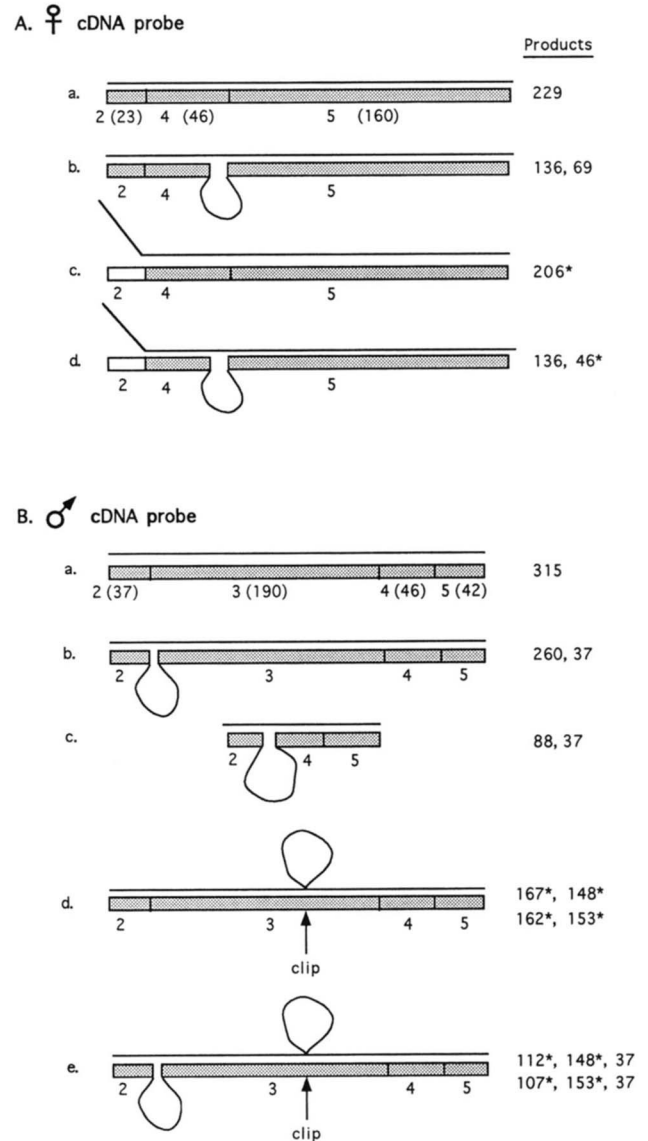 A. ♀ cDNA probe
Products
a. 229
2 (23) 4 (46) 5 (160)
b. 136, 69
2 4 5
c. 206*
2 4 5
d. 136, 46*
2 4 5
B. ♂ cDNA probe
a. 315
2 (37) 3 (190) 4 (46) 5 (42)
b. 260, 37
2 3 4 5
c. 88, 37
2 4 5
d. 167*, 148*
162*, 153*
2 3 4 5
clip
e. 112*, 148*, 37
107*, 153*, 37
2 3 4 5
clip